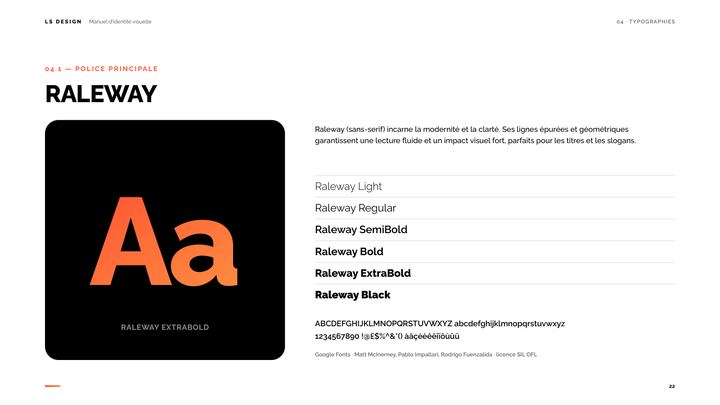 LS DESIGN Manuel d'identité visuelle
04 · TYPOGRAPHIES
04.1 — POLICE PRINCIPALE
RALEWAY
Aa
RALEWAY EXTRABOLD
Raleway (sans-serif) incarne la modernité et la clarté. Ses lignes épurées et géométriques
garantissent une lecture fluide et un impact visuel fort, parfaits pour les titres et les slogans.
Raleway Light
Raleway Regular
Raleway SemiBold
Raleway Bold
Raleway ExtraBold
Raleway Black
ABCDEFGHIJKLMNOPQRSTUVWXYZ abcdefghijklmnopqrstuvwxyz
1234567890 !@£$%^&*()
Google Fonts · Matt McInerney, Pablo Impallari, Rodrigo Fuenzalida · licence SIL OFL
22